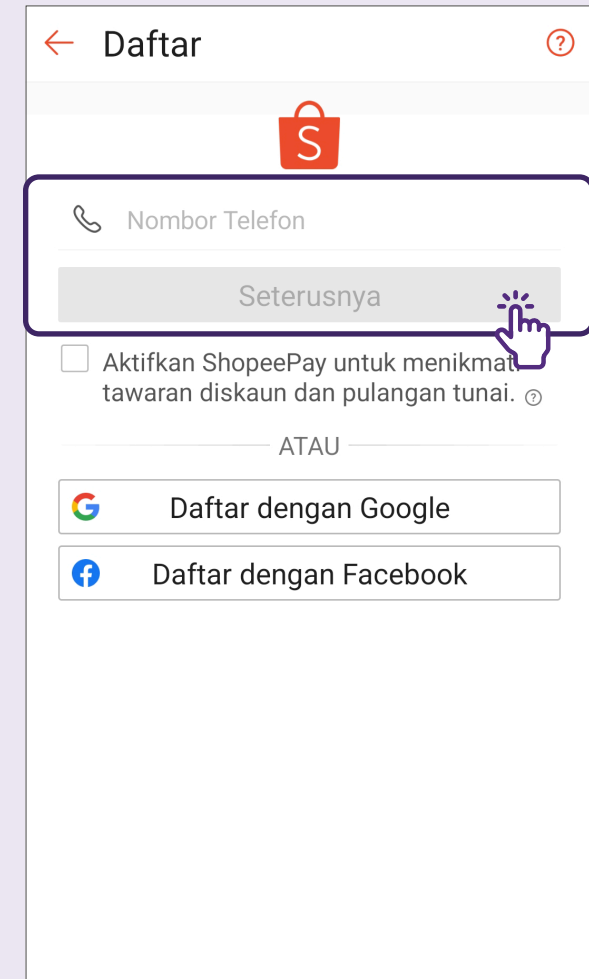 Daftar
S
Nombor Telefon
Seterusnya
Aktifkan ShopeePay untuk menikmati
tawaran diskaun dan pulangan tunai.
ATAU
Daftar dengan Google
Daftar dengan Facebook